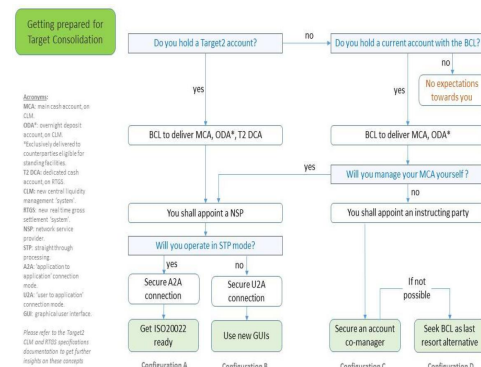 Getting prepared for
Target Consolidation
Do you hold a Target2 account?
no
Do you hold a current account with the BCL?
no
No expectations
towards you
yes
yes
Acronyms:
MCA: main cash account, on
CLM.
ODA*: overnight deposit
account, on CLM.
*Exclusively delivered to
counterparties eligible for
standing facilities.
T2 DCA: dedicated cash
account, on RTGS.
CLM: new central liquidity
management 'system'.
RTGS: new real time gross
settlement 'system'.
NSP: network service
provider.
STP: straight through
processing.
A2A: 'application to
application' connection
mode.
U2A: 'user to application'
connection mode.
GUI: graphical user interface.
Please refer to the Target2
CLM and RTGS specifications
documentation to get further
insights on these concepts
BCL to deliver MCA, ODA*, T2 DCA
BCL to deliver MCA, ODA*
yes
Will you manage your MCA yourself ?
no
You shall appoint a NSP
You shall appoint an instructing party
Will you operate in STP mode?
yes
no
Secure A2A
connection
Secure U2A
connection
If not
possible
Get ISO20022
ready
Use new GUIs
Secure an account
co-manager
Seek BCL as last
resort alternative
Configuration A
Configuration B
Configuration C
Configuration D